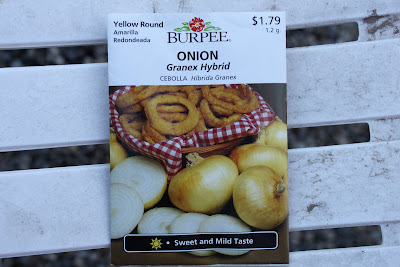 Yellow Round
Amarilla
Redondeada
BURPEE®
$1.79
1.2 g.
ONION
Granex Hybrid
CEBOLLA Híbrida Granex
• Sweet and Mild Taste •